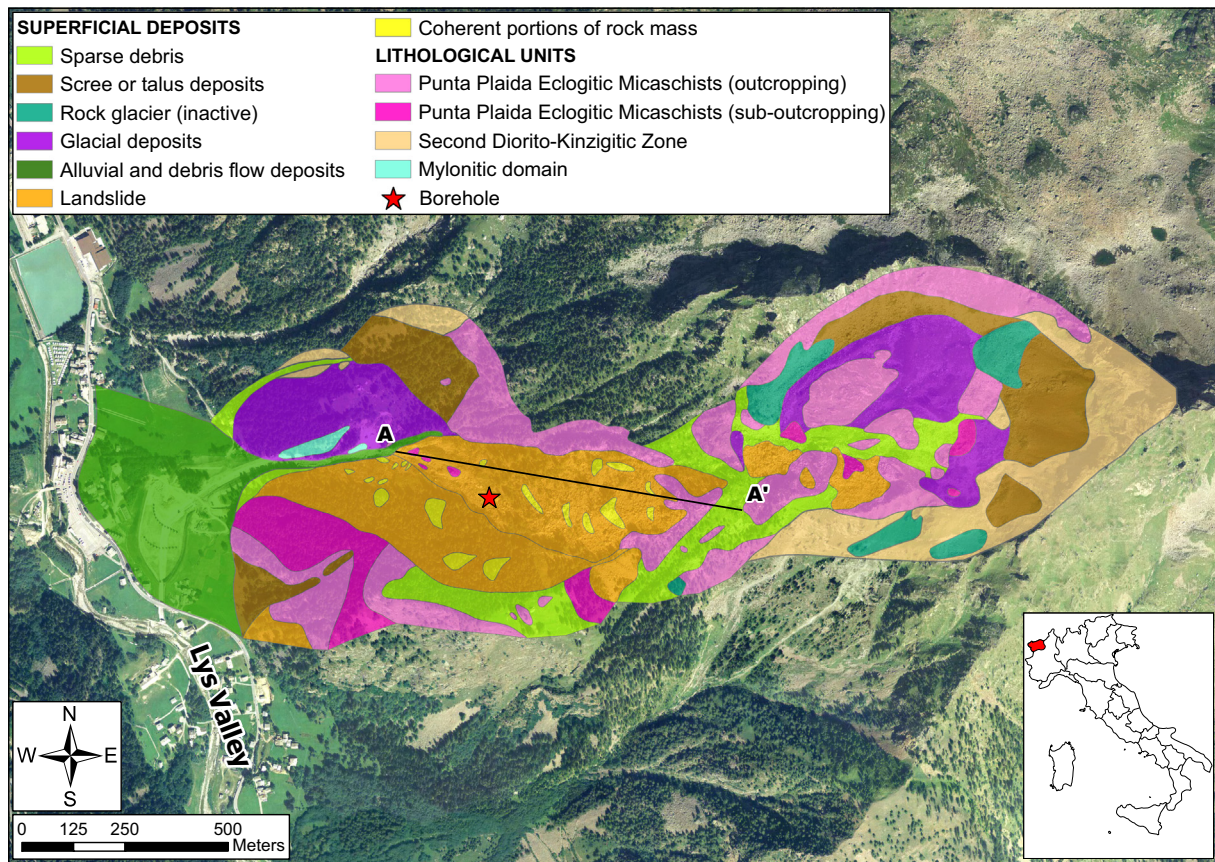 SUPERFICIAL DEPOSITS
Sparse debris
Scree or talus deposits
Rock glacier (inactive)
Glacial deposits
Alluvial and debris flow deposits
Landslide
Coherent portions of rock mass
LITHOLOGICAL UNITS
Punta Plaida Eclogitic Micaschists (outcropping)
Punta Plaida Eclogitic Micaschists (sub-outcropping)
Second Diorito-Kinzigitic Zone
Mylonitic domain
Borehole
A
A'
Lys Valley
N
W E
S
0 125 250 500
Meters